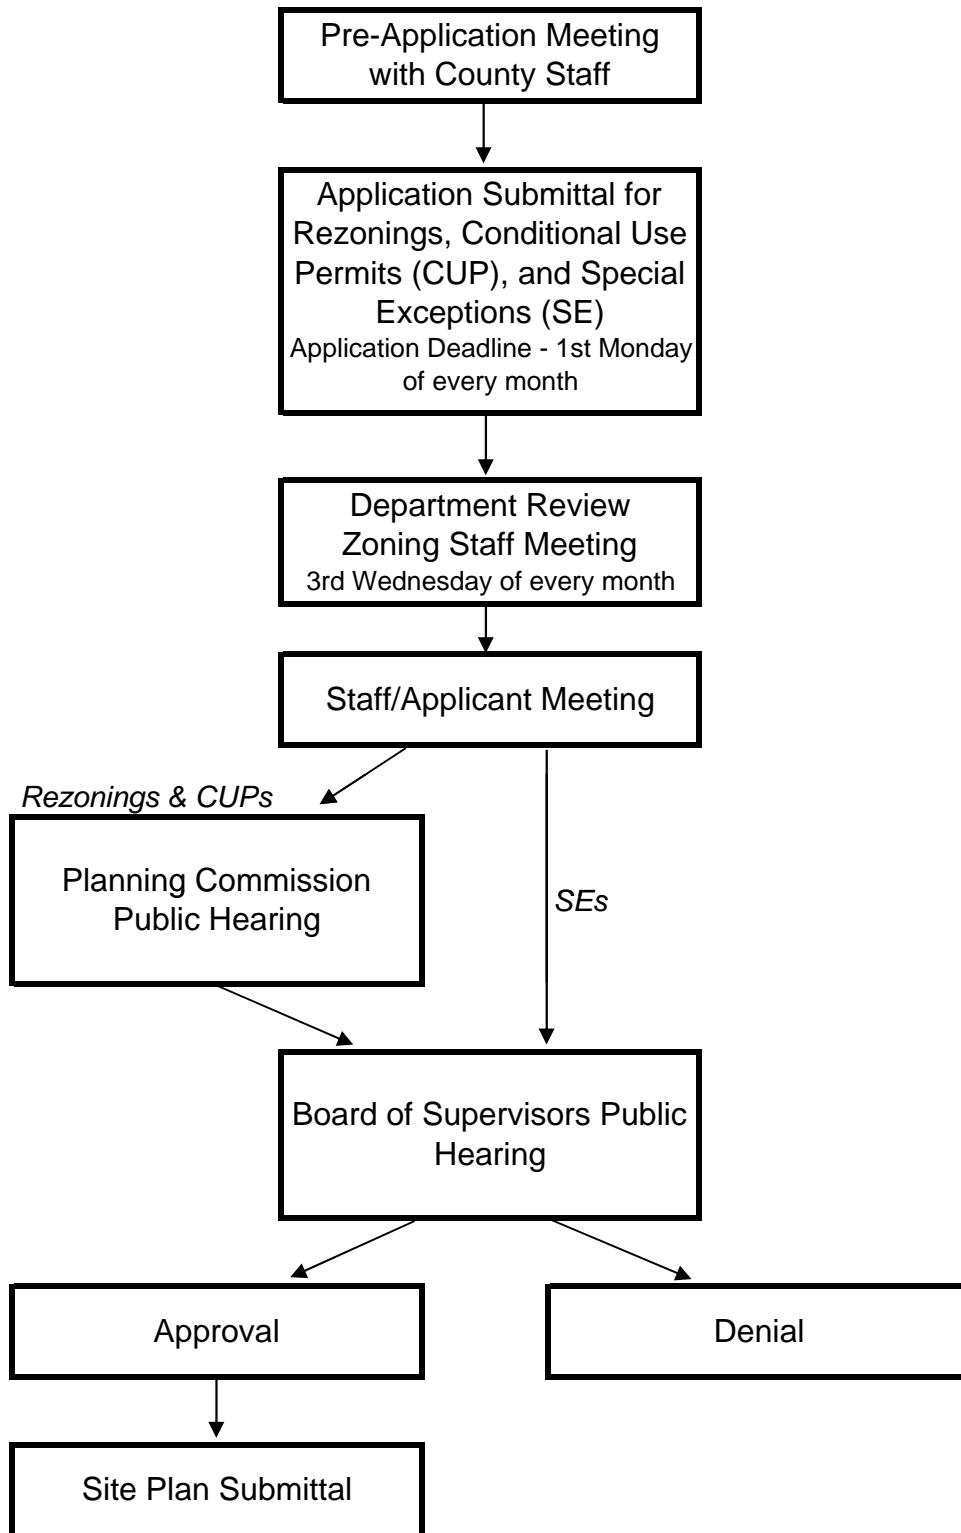 Pre-Application Meeting
with County Staff
Application Submittal for
Rezonings, Conditional Use
Permits (CUP), and Special
Exceptions (SE)
Application Deadline - 1st Monday
of every month
Department Review
Zoning Staff Meeting
3rd Wednesday of every month
Staff/Applicant Meeting
Rezonings & CUPs
Planning Commission
Public Hearing
SEs
Board of Supervisors Public
Hearing
Approval
Denial
Site Plan Submittal